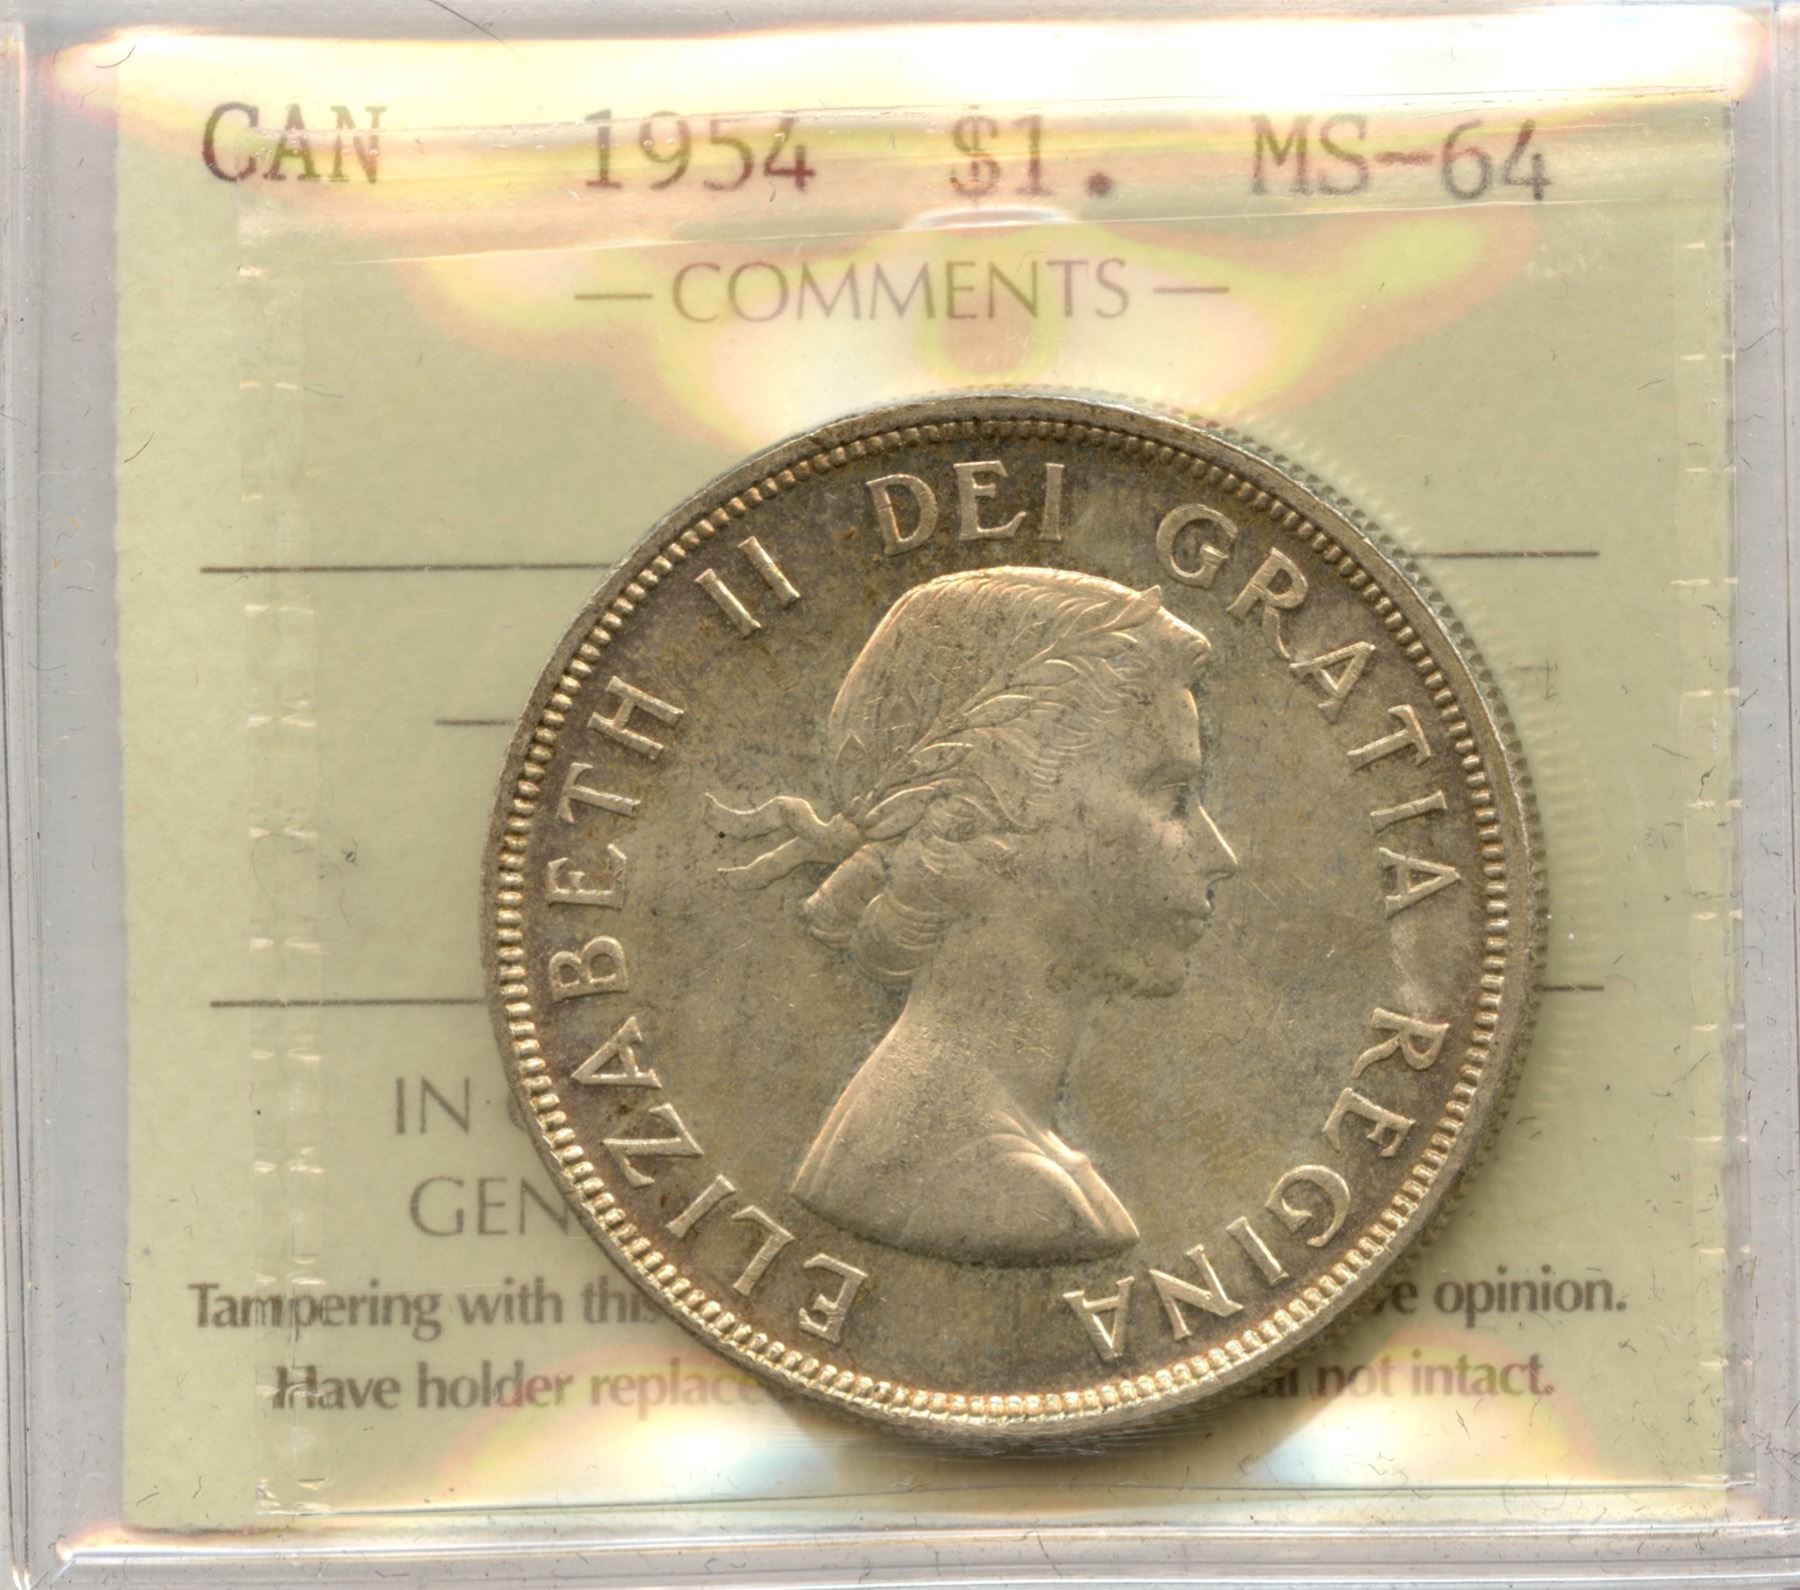 CAN 1954 $1. MS-64
— COMMENTS —
ELIZABETH II DEI GRATIA REGINA
IN
GEN
Tampering with this opinion.
Have holder replace not intact.